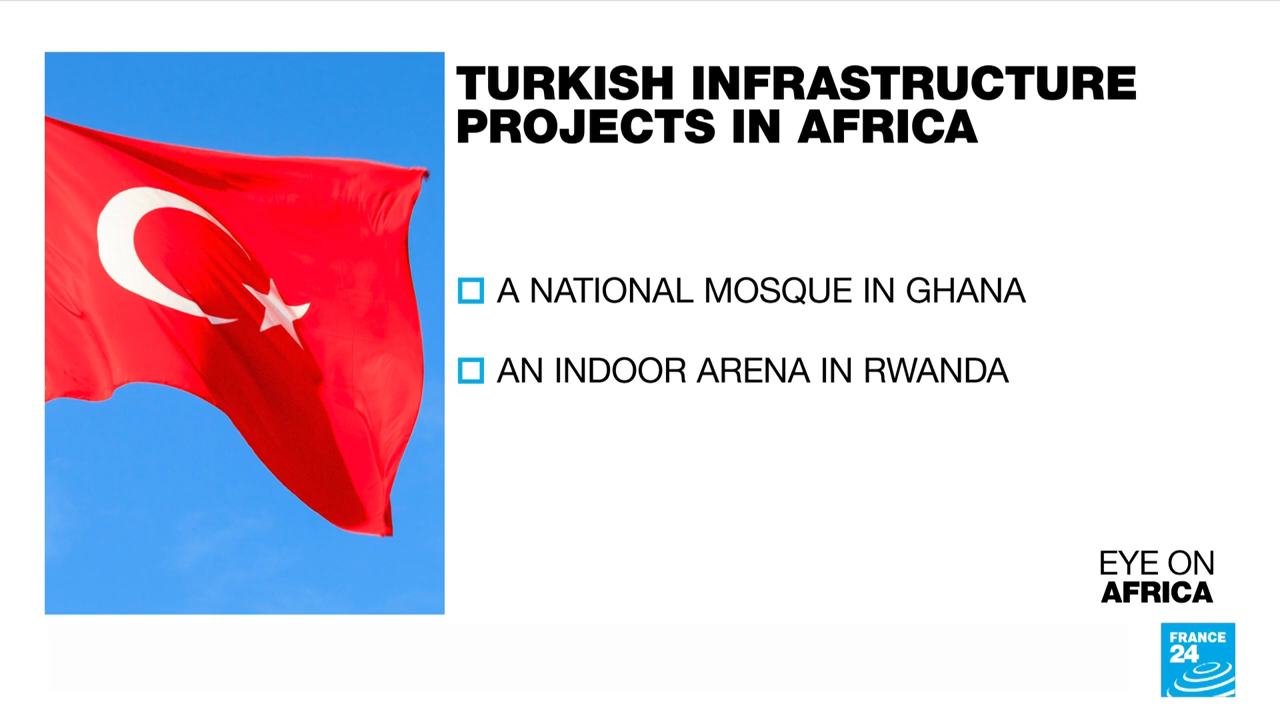 TURKISH INFRASTRUCTURE
PROJECTS IN AFRICA
A NATIONAL MOSQUE IN GHANA
AN INDOOR ARENA IN RWANDA
EYE ON
AFRICA
FRANCE
24